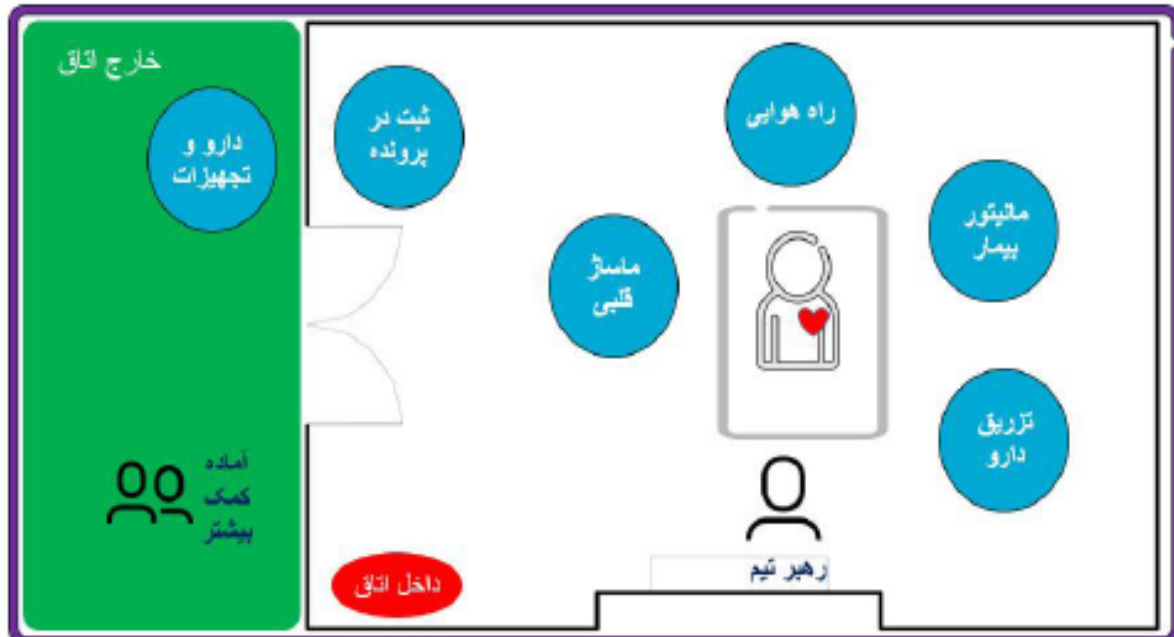 خارج اتاق
دارو و
تجهیزات
ثبت در
پرونده
راه هوایی
ماساژ
قلبی
مانیتور
بیمار
تزریق
دارو
آماده
کمک
بیشتر
رهبر تیم
داخل اتاق